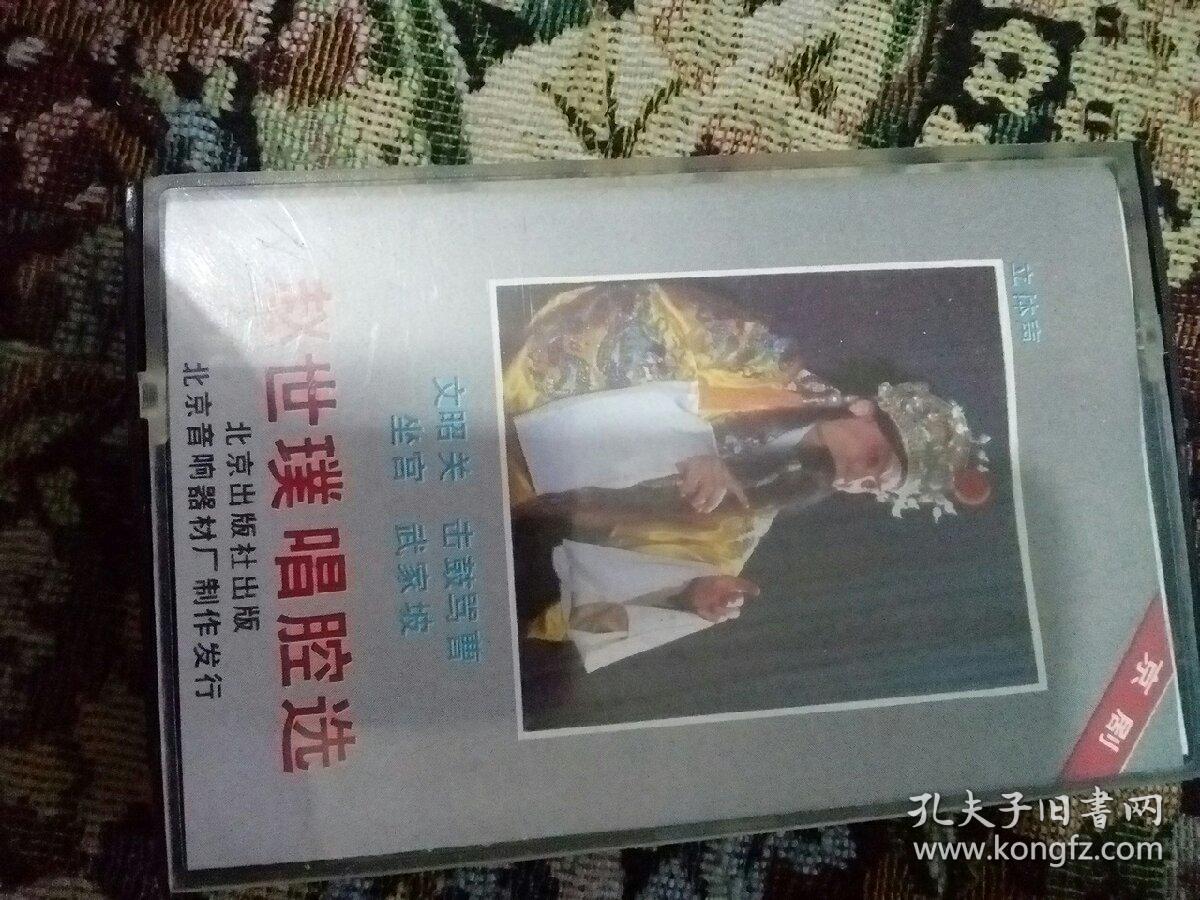 立体声
京剧
文昭关 击鼓骂曹
坐宫 武家坡
赵世璞唱腔选
北京出版社出版
北京音响器材厂制作发行
孔夫子旧書网
www.kongfz.com